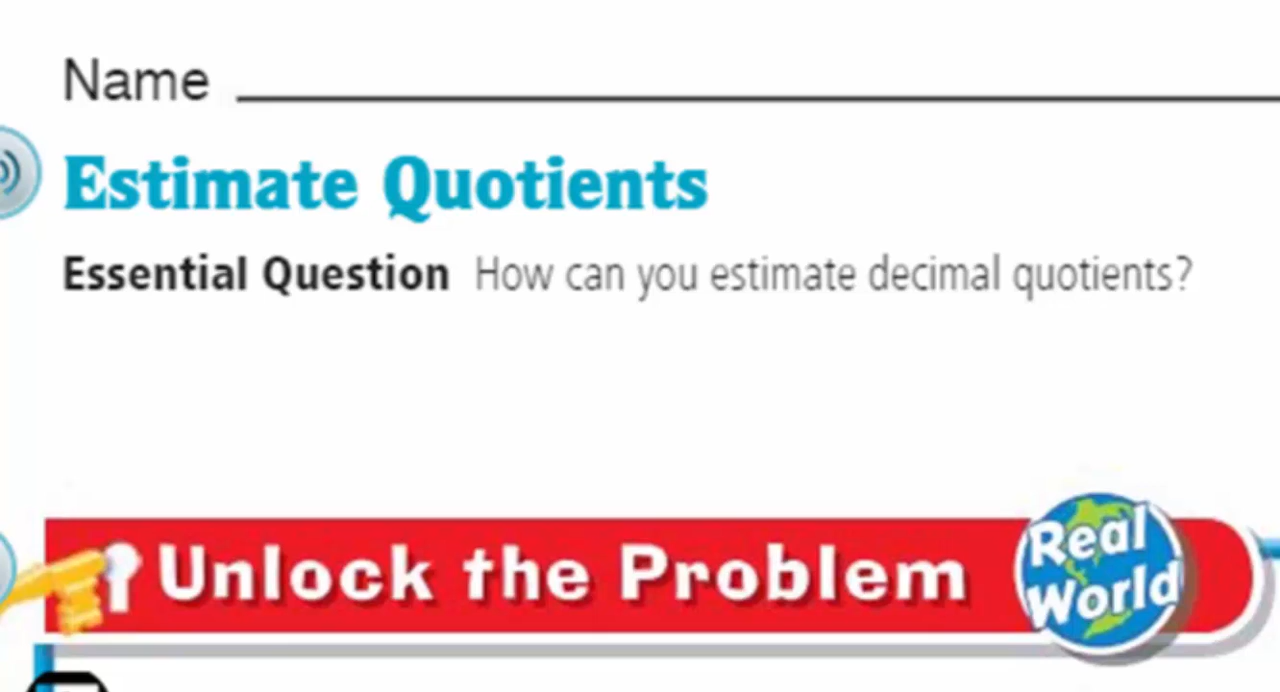 Name
Estimate Quotients
Essential Question How can you estimate decimal quotients?
Unlock the Problem
Real
World